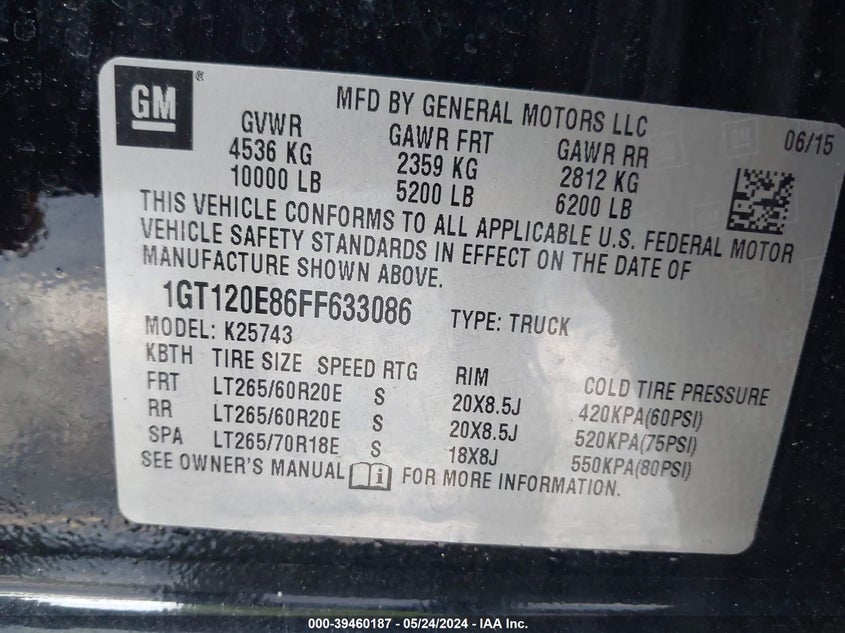 GM ®
MFD BY GENERAL MOTORS LLC
06/15
GVWR GAWR FRT GAWR RR
4536 KG 2359 KG 2812 KG
10000 LB 5200 LB 6200 LB
THIS VEHICLE CONFORMS TO ALL APPLICABLE U.S. FEDERAL MOTOR
VEHICLE SAFETY STANDARDS IN EFFECT ON THE DATE OF
MANUFACTURE SHOWN ABOVE.
1GT120E86FF633086 TYPE: TRUCK
MODEL: K25743
KBTH TIRE SIZE SPEED RTG RIM COLD TIRE PRESSURE
FRT LT265/60R20E S 20X8.5J 420KPA(60PSI)
RR LT265/60R20E S 20X8.5J 520KPA(75PSI)
SPA LT265/70R18E S 18X8J 550KPA(80PSI)
SEE OWNER'S MANUAL i FOR MORE INFORMATION.
000-39460187 - 05/24/2024 - IAA Inc.